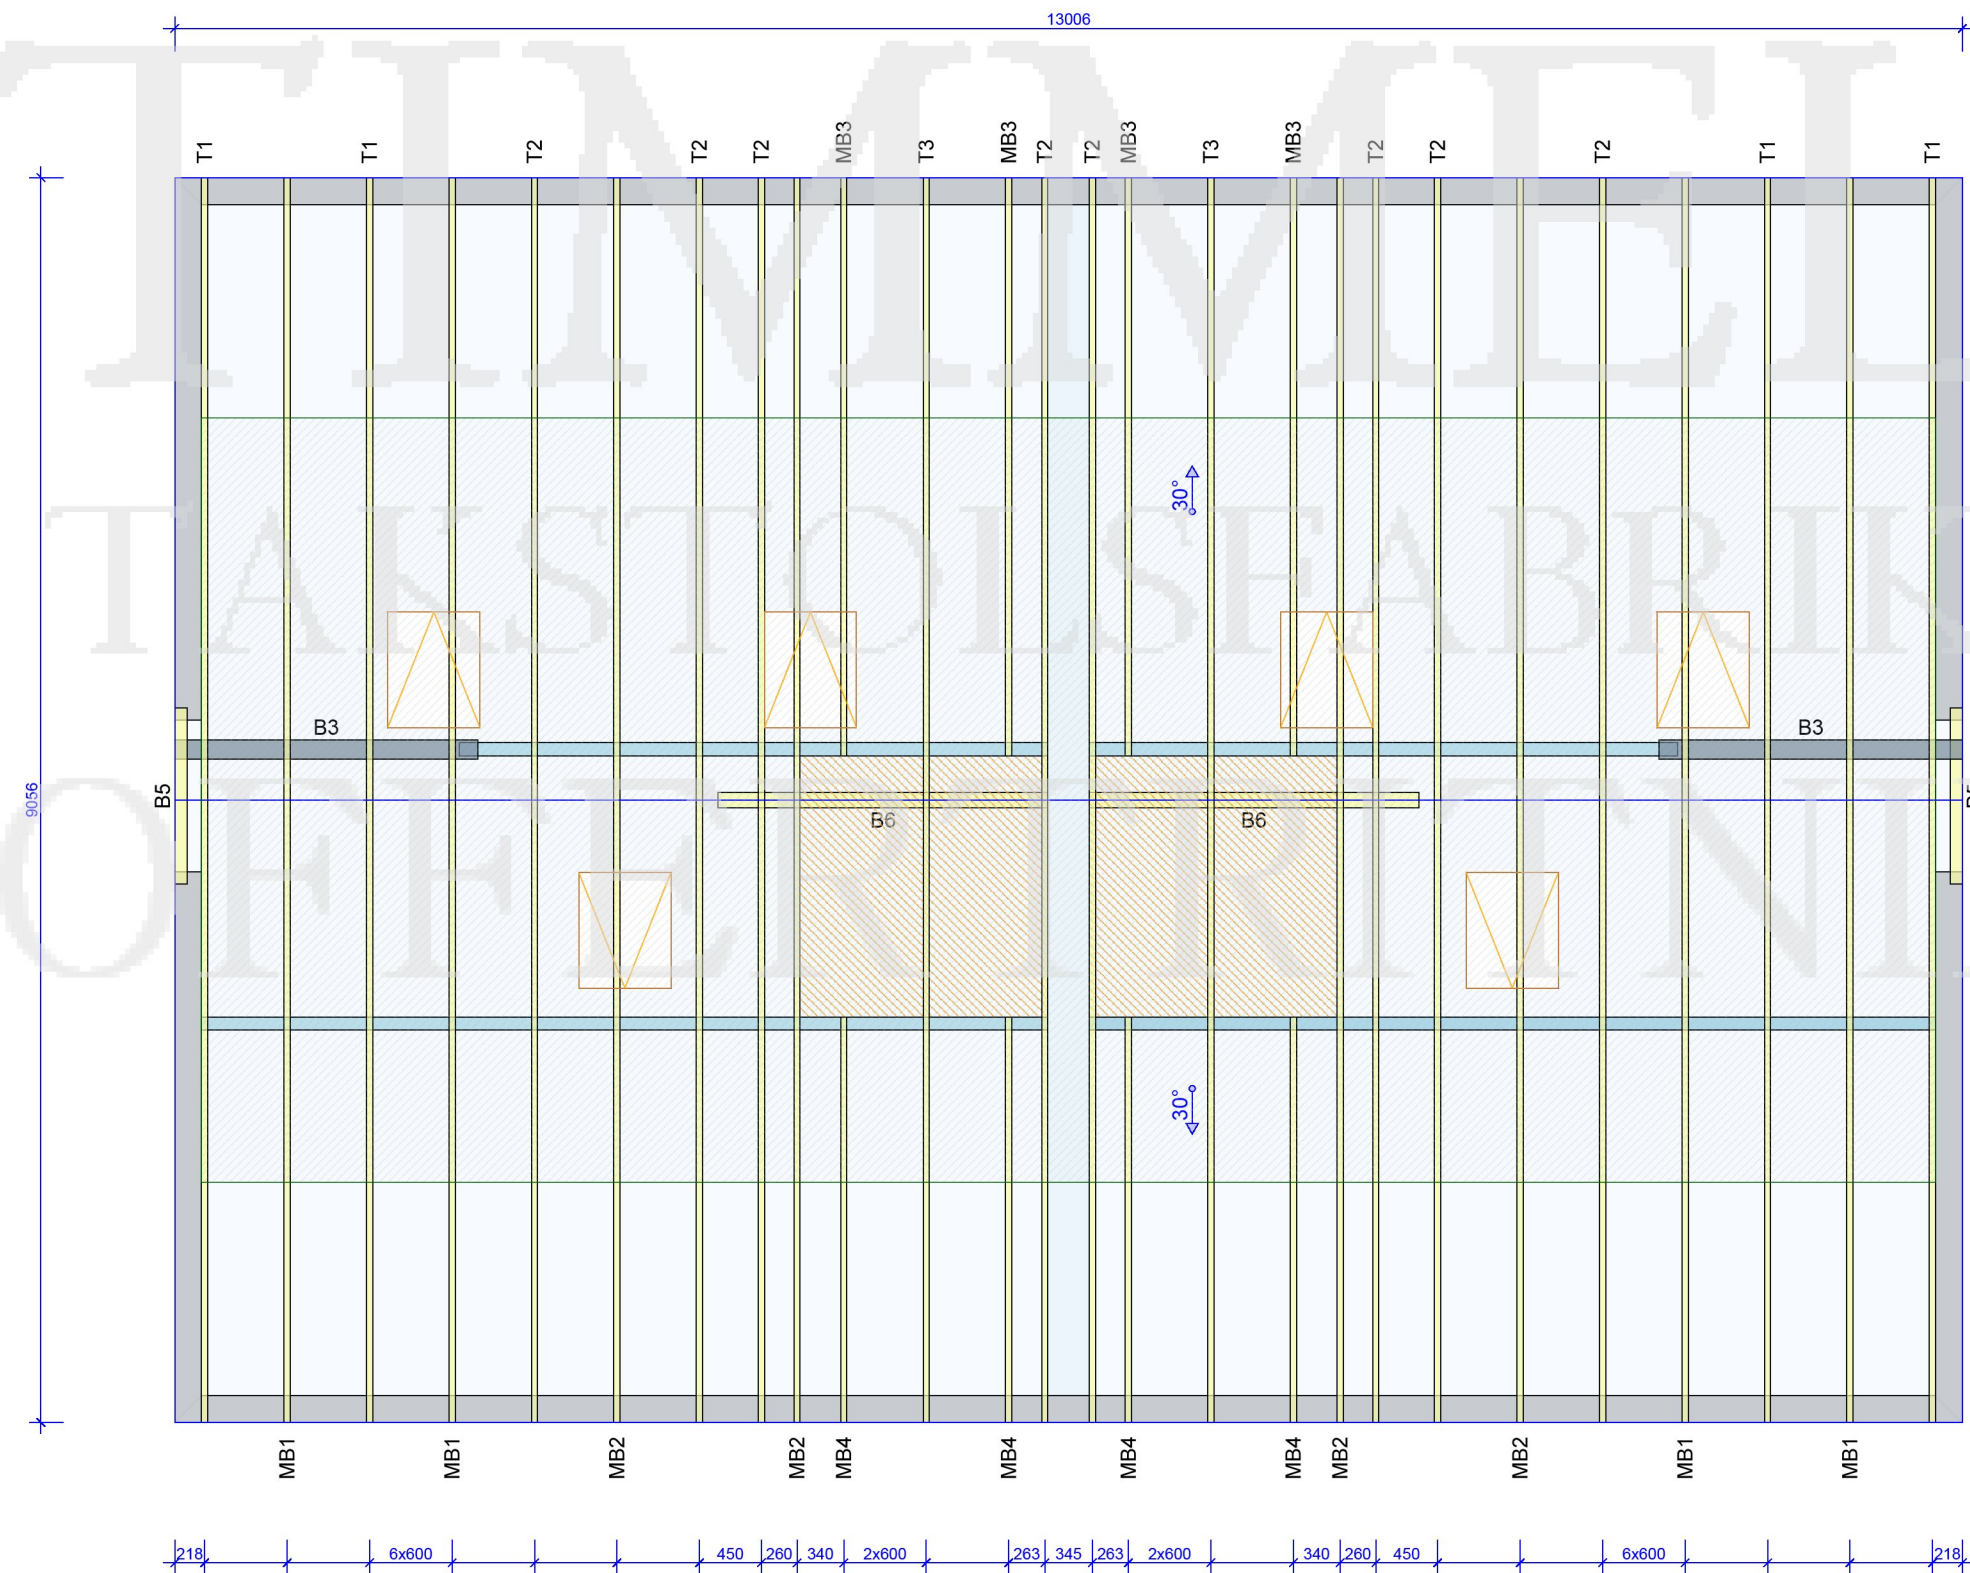 13006
T1 T1 T2 T2 T2 MB3 T3 MB3 T2 T2 MB3 T3 MB3 T2 T2 T2 T1 T1
TIMMEL
30°
TAKSTOLSFABRIK
B3 B3
9056
B5
B6 B6
OFFERTRITNI
30°
MB1 MB1 MB2 MB2 MB4 MB4 MB4 MB4 MB2 MB2 MB1 MB1
218 6x600 450 260 340 2x600 263 345 263 2x600 340 260 450 6x600 218